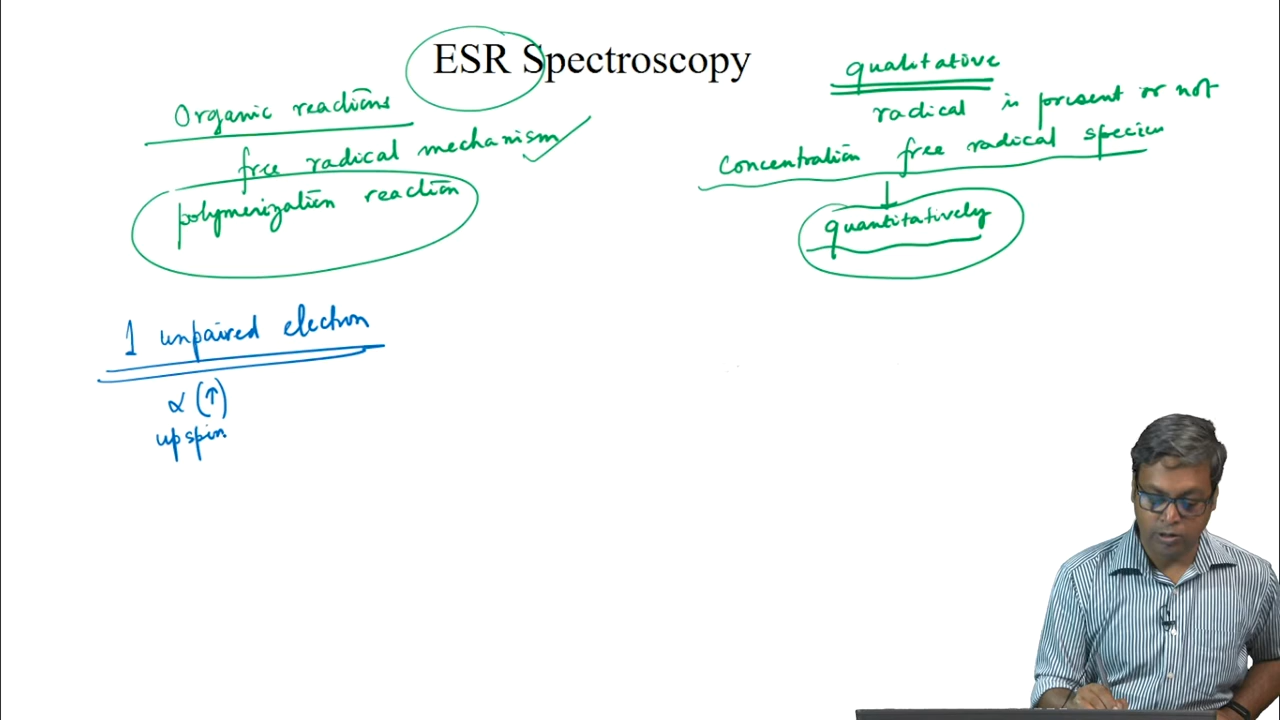 ESR Spectroscopy
Organic reactions
free radical mechanism
polymerization reaction
qualitative
radical is present or not
Concentration free radical species
quantitatively
1 unpaired electron
α (↑)
up spin